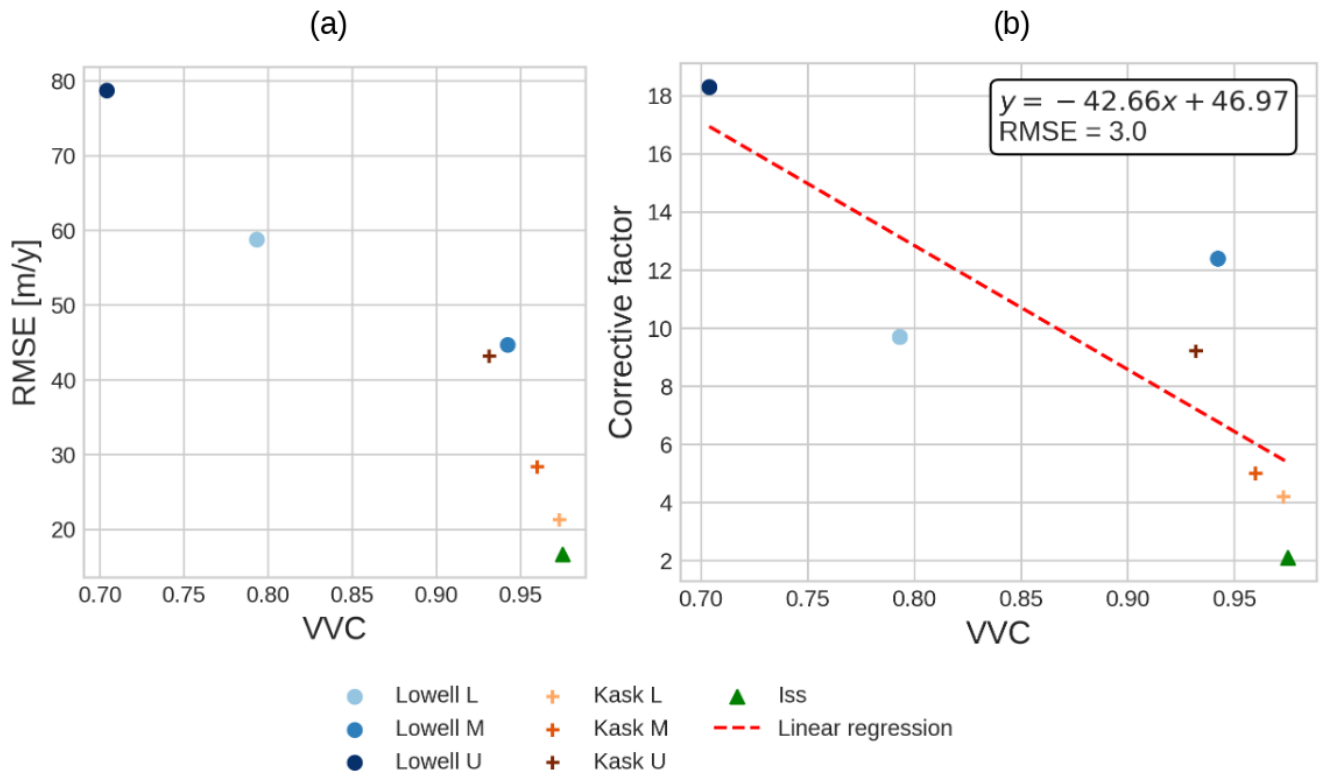 (a)
(b)
80
70
60
50
40
30
20
RMSE [m/y]
0.70 0.75 0.80 0.85 0.90 0.95
VVC
18
16
14
12
10
8
6
4
2
Corrective factor
y = − 42.66x + 46.97
RMSE = 3.0
0.70 0.75 0.80 0.85 0.90 0.95
VVC
Lowell L Kask L Iss
Lowell M Kask M Linear regression
Lowell U Kask U